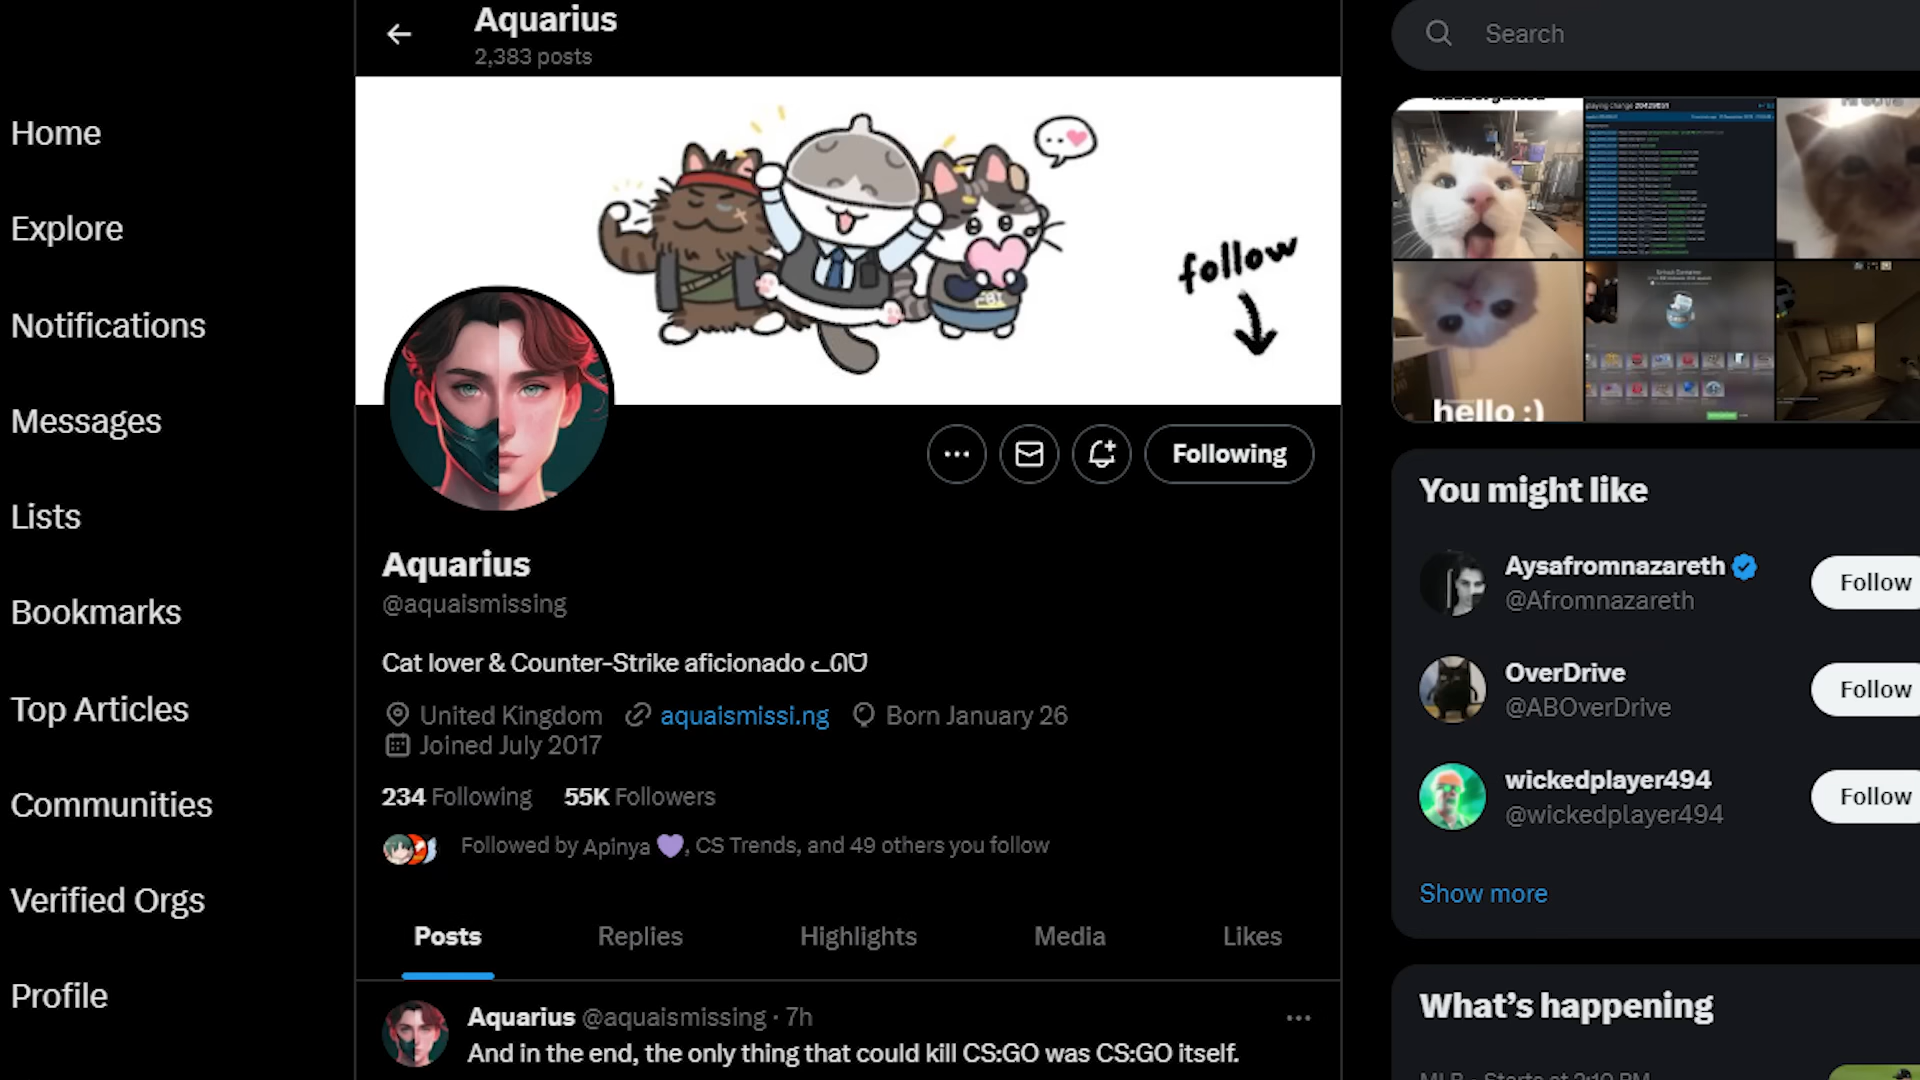 Home
Explore
Notifications
Messages
Lists
Bookmarks
Top Articles
Communities
Verified Orgs
Profile
Aquarius
2,383 posts
follow
Following
Aquarius
@aquaismissing
Cat lover & Counter-Strike aficionado ᓚᘏᗢ
United Kingdom aquaismissi.ng Born January 26
Joined July 2017
234 Following 55K Followers
Followed by Apinya 💜, CS Trends, and 49 others you follow
Posts Replies Highlights Media Likes
Aquarius @aquaismissing · 7h
And in the end, the only thing that could kill CS:GO was CS:GO itself.
Search
hello :)
You might like
Aysafromnazareth
@Afromnazareth
Follow
OverDrive
@ABOverDrive
Follow
wickedplayer494
@wickedplayer494
Follow
Show more
What's happening